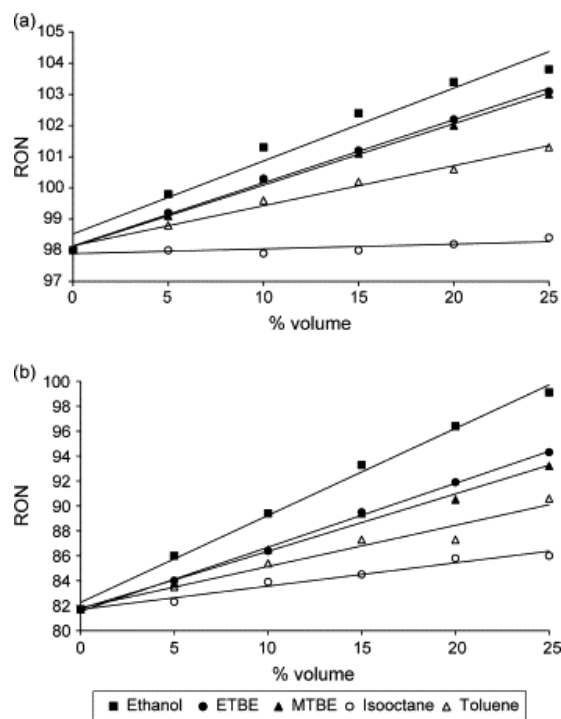 (a)
105
104
103
102
101
100
99
98
97
RON
0 5 10 15 20 25
% volume
(b)
100
98
96
94
92
90
88
86
84
82
80
RON
0 5 10 15 20 25
% volume
■ Ethanol ● ETBE ▲ MTBE ○ Isooctane △ Toluene